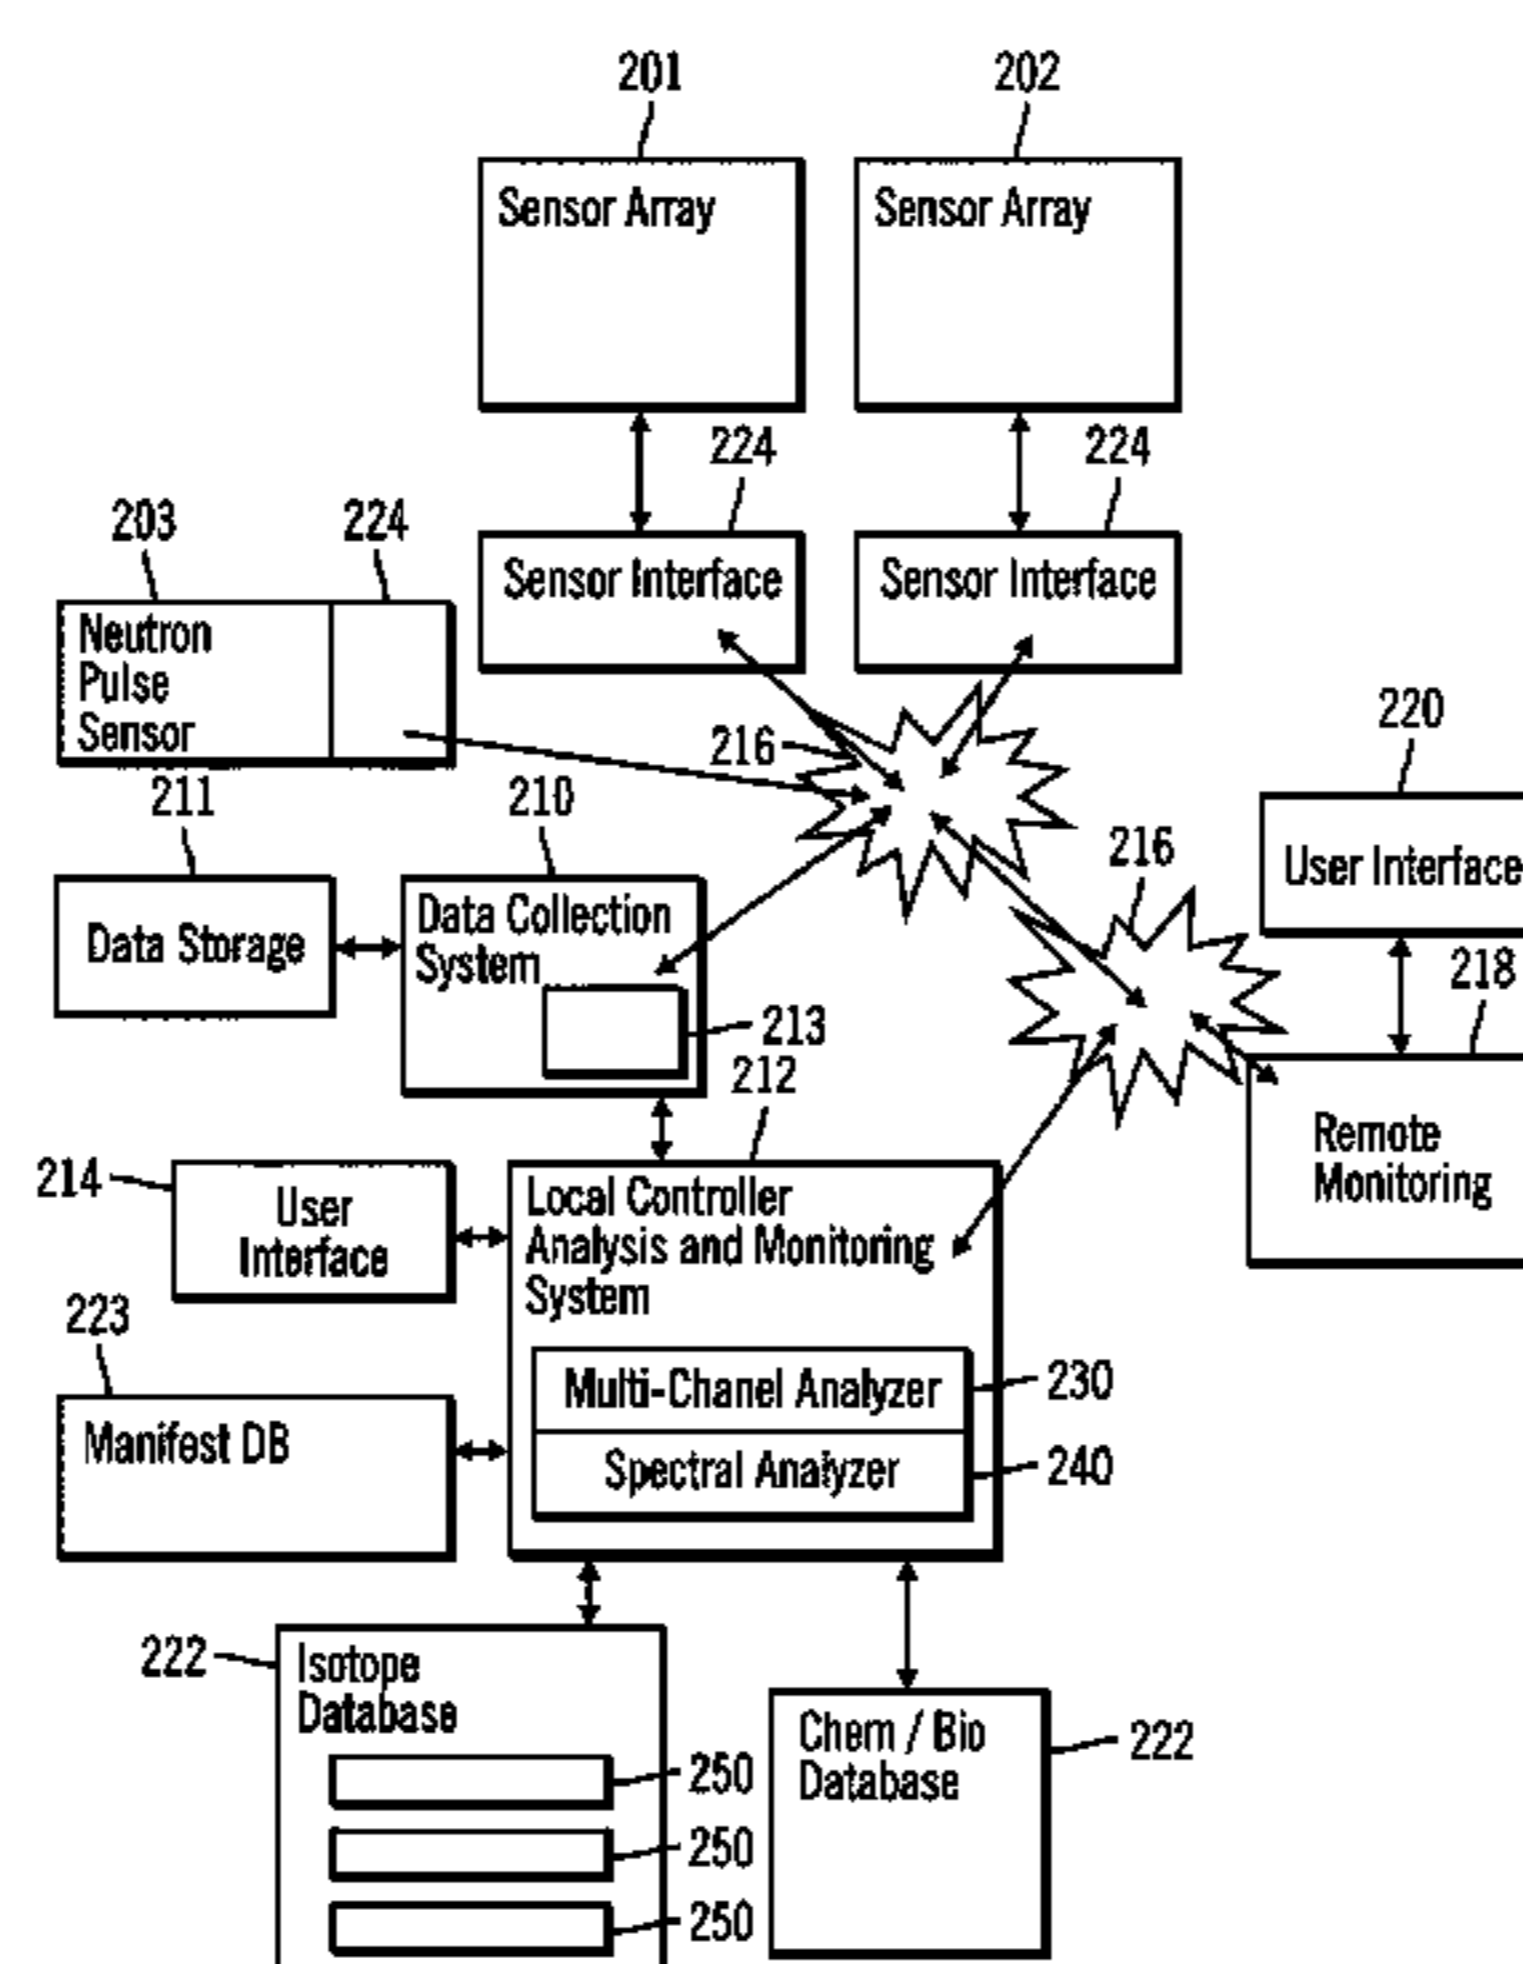 201
202
Sensor Array
Sensor Array
224
224
203
224
Sensor Interface
Sensor Interface
Neutron
Pulse
Sensor
216
220
211
210
216
User Interface
Data Storage
Data Collection
System
218
213
212
Remote
Monitoring
214
User
Interface
Local Controller
Analysis and Monitoring
System
223
Multi-Chanel Analyzer
230
Manifest DB
Spectral Analyzer
240
222
Isotope
Database
Chem / Bio
Database
222
250
250
250